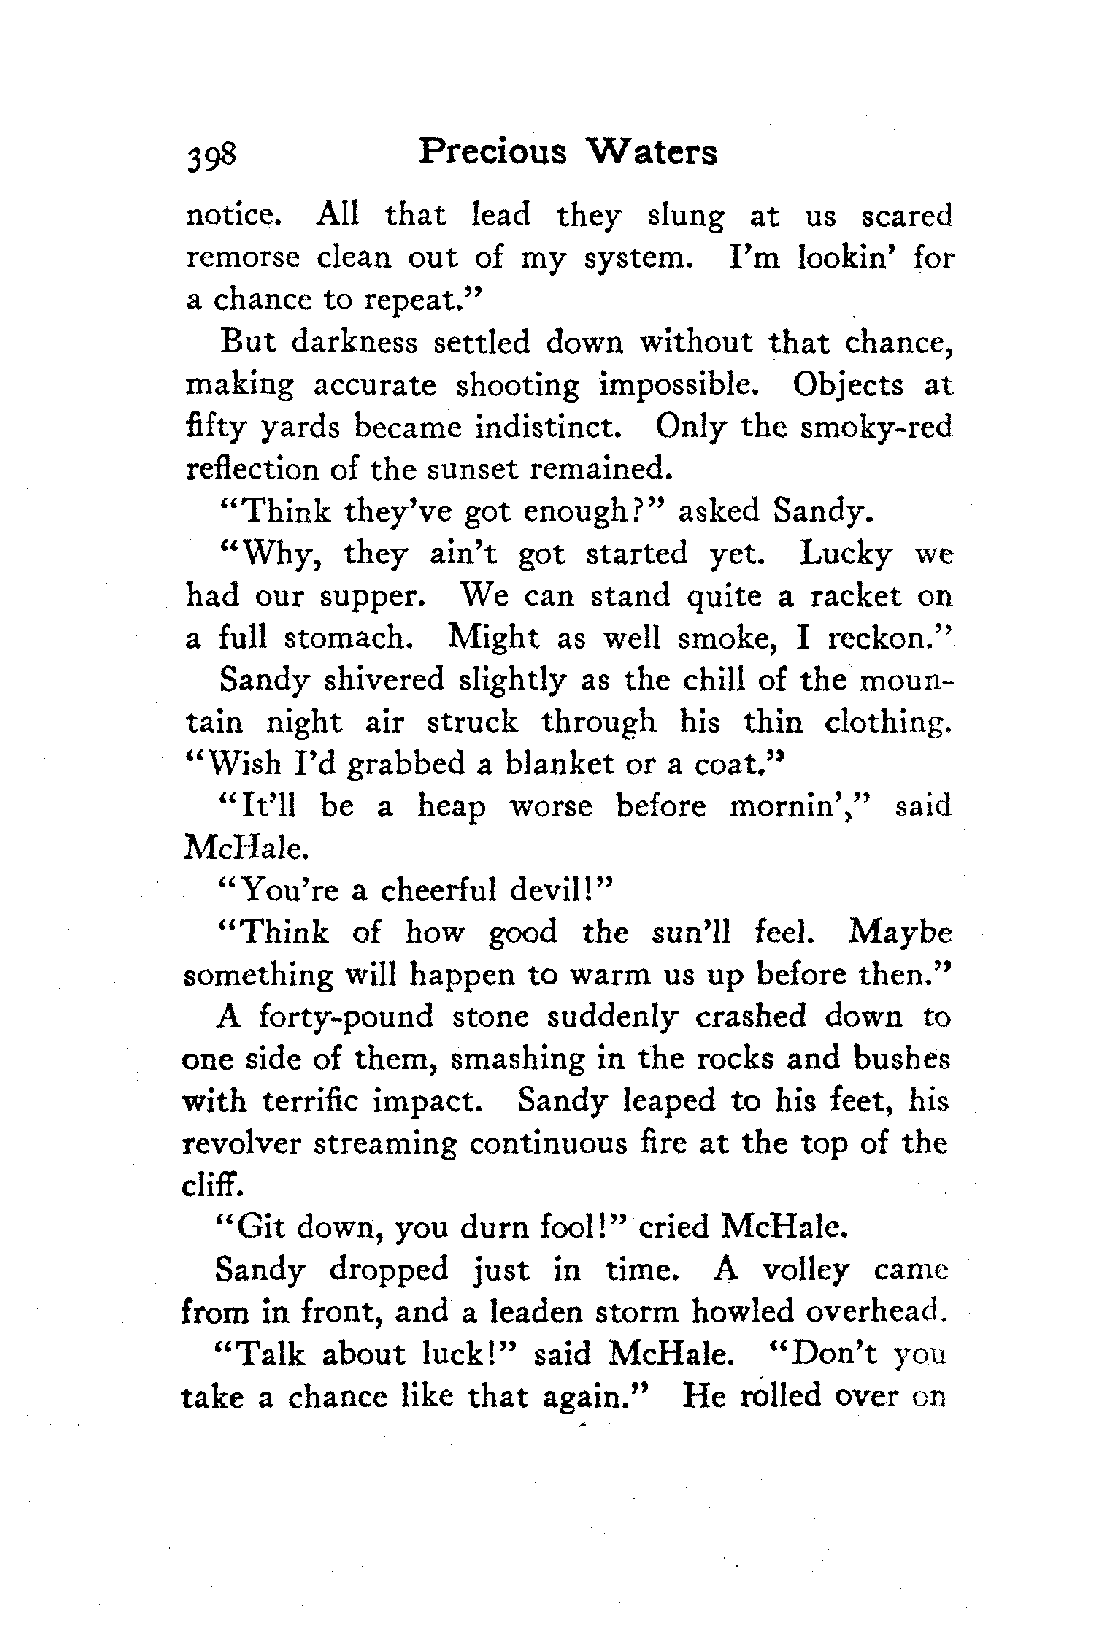 398 Precious Waters
notice. All that lead they slung at us scared
remorse clean out of my system. I'm lookin' for
a chance to repeat."
But darkness settled down without that chance,
making accurate shooting impossible. Objects at
fifty yards became indistinct. Only the smoky-red
reflection of the sunset remained.
"Think they've got enough?" asked Sandy.
"Why, they ain't got started yet. Lucky we
had our supper. We can stand quite a racket on
a full stomach. Might as well smoke, I reckon."
Sandy shivered slightly as the chill of the moun-
tain night air struck through his thin clothing.
"Wish I'd grabbed a blanket or a coat."
"It'll be a heap worse before mornin'," said
McHale.
"You're a cheerful devil!"
"Think of how good the sun'll feel. Maybe
something will happen to warm us up before then."
A forty-pound stone suddenly crashed down to
one side of them, smashing in the rocks and bushes
with terrific impact. Sandy leaped to his feet, his
revolver streaming continuous fire at the top of the
cliff.
"Git down, you durn fool!" cried McHale.
Sandy dropped just in time. A volley came
from in front, and a leaden storm howled overhead.
"Talk about luck!" said McHale. "Don't you
take a chance like that again." He rolled over on